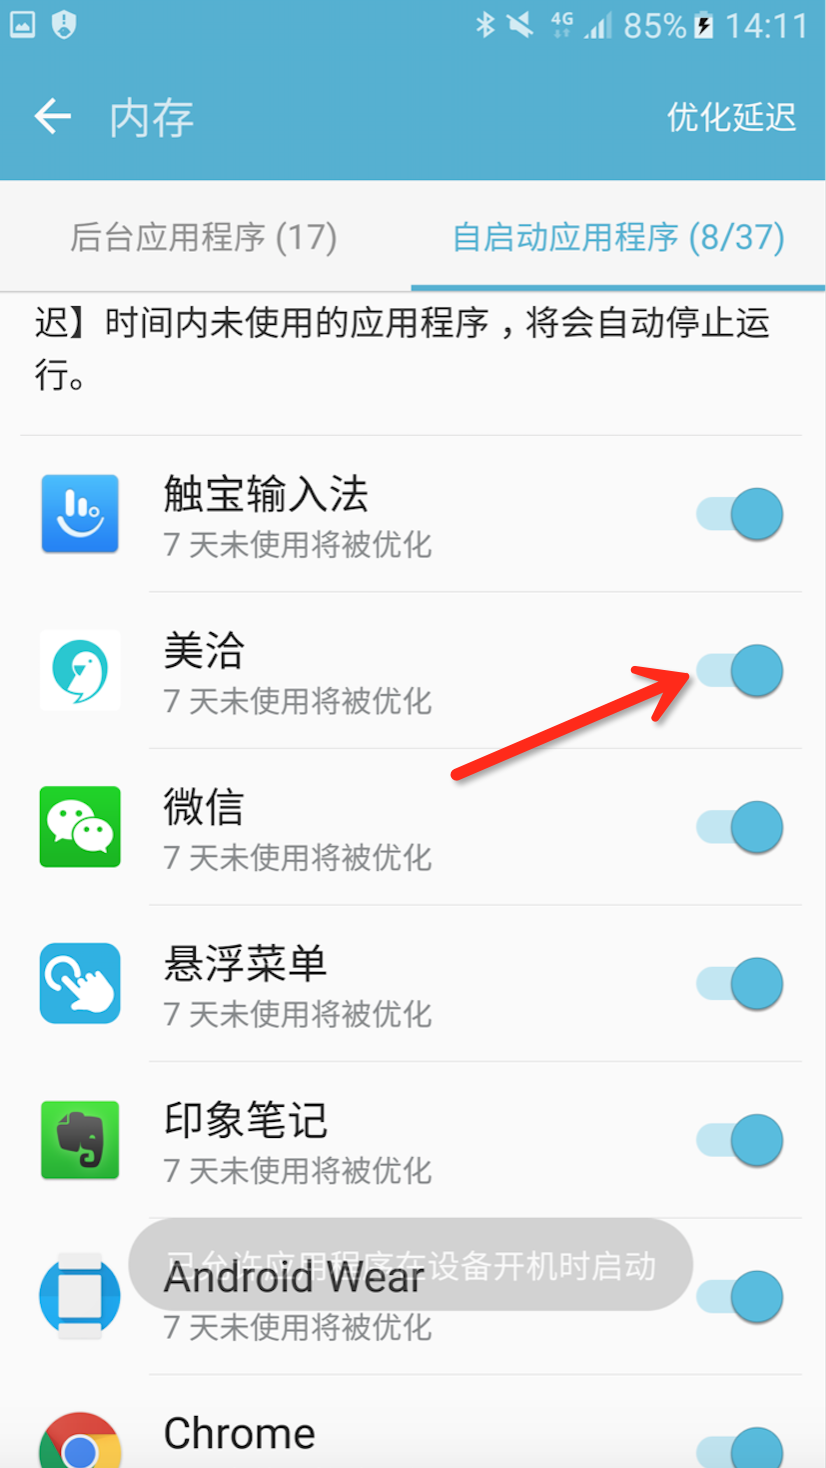 4G 85% 14:11
内存 优化延迟
后台应用程序 (17) 自启动应用程序 (8/37)
迟】时间内未使用的应用程序，将会自动停止运
行。
触宝输入法
7 天未使用将被优化
美洽
7 天未使用将被优化
微信
7 天未使用将被优化
悬浮菜单
7 天未使用将被优化
印象笔记
7 天未使用将被优化
已允许应用程序在设备开机时启动
Android Wear
7 天未使用将被优化
Chrome